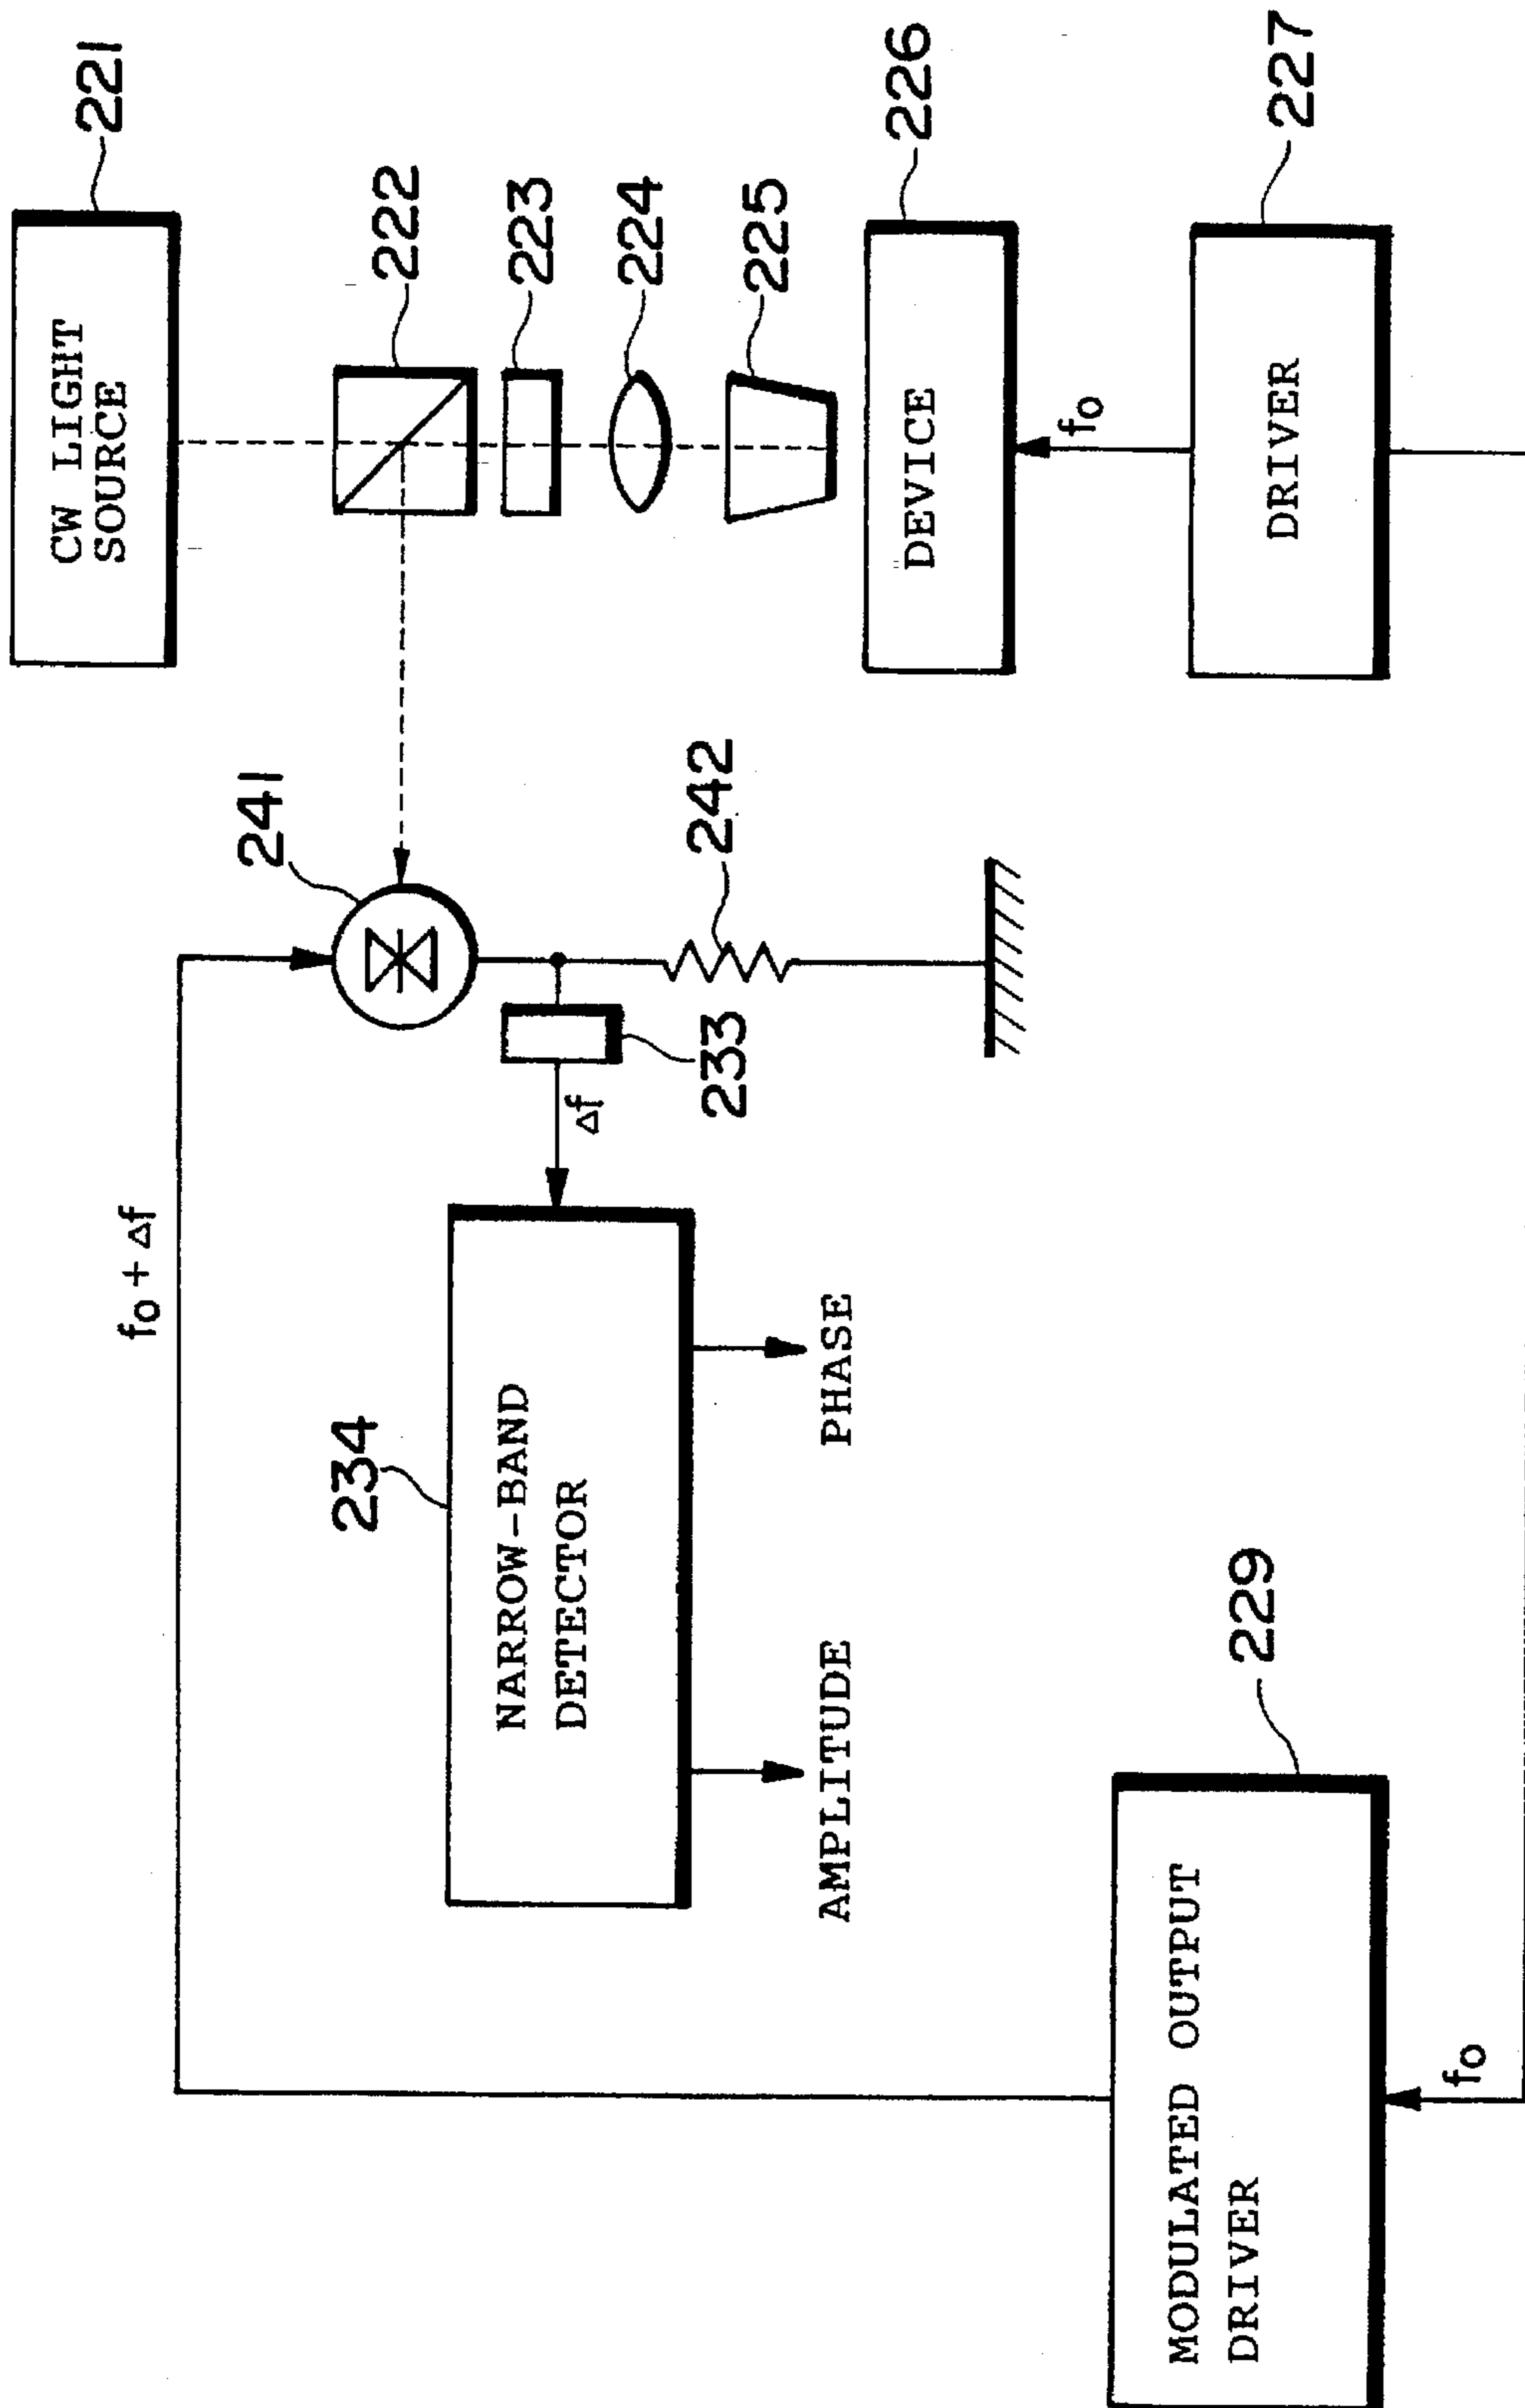 CW LIGHT
SOURCE
221
222
223
224
225
DEVICE
226
f0
DRIVER
227
241
242
233
Δf
f0 + Δf
NARROW-BAND
DETECTOR
234
PHASE
AMPLITUDE
MODULATED OUTPUT
DRIVER
229
f0